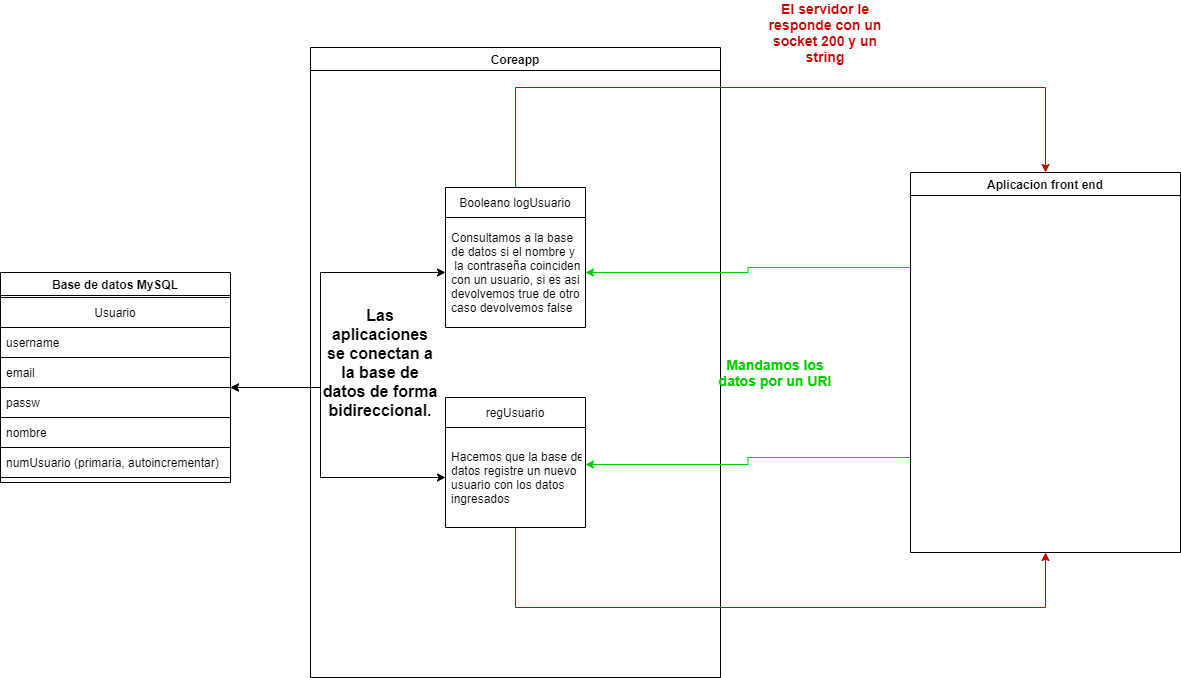 El servidor le
responde con un
socket 200 y un
string
Coreapp
Aplicacion front end
Booleano logUsuario
Consultamos a la base
de datos si el nombre y
la contraseña coinciden
con un usuario, si es asi
devolvemos true de otro
caso devolvemos false
Base de datos MySQL
Usuario
username
email
passw
nombre
numUsuario (primaria, autoincrementar)
Las
aplicaciones
se conectan a
la base de
datos de forma
bidireccional.
Mandamos los
datos por un URI
regUsuario
Hacemos que la base de
datos registre un nuevo
usuario con los datos
ingresados